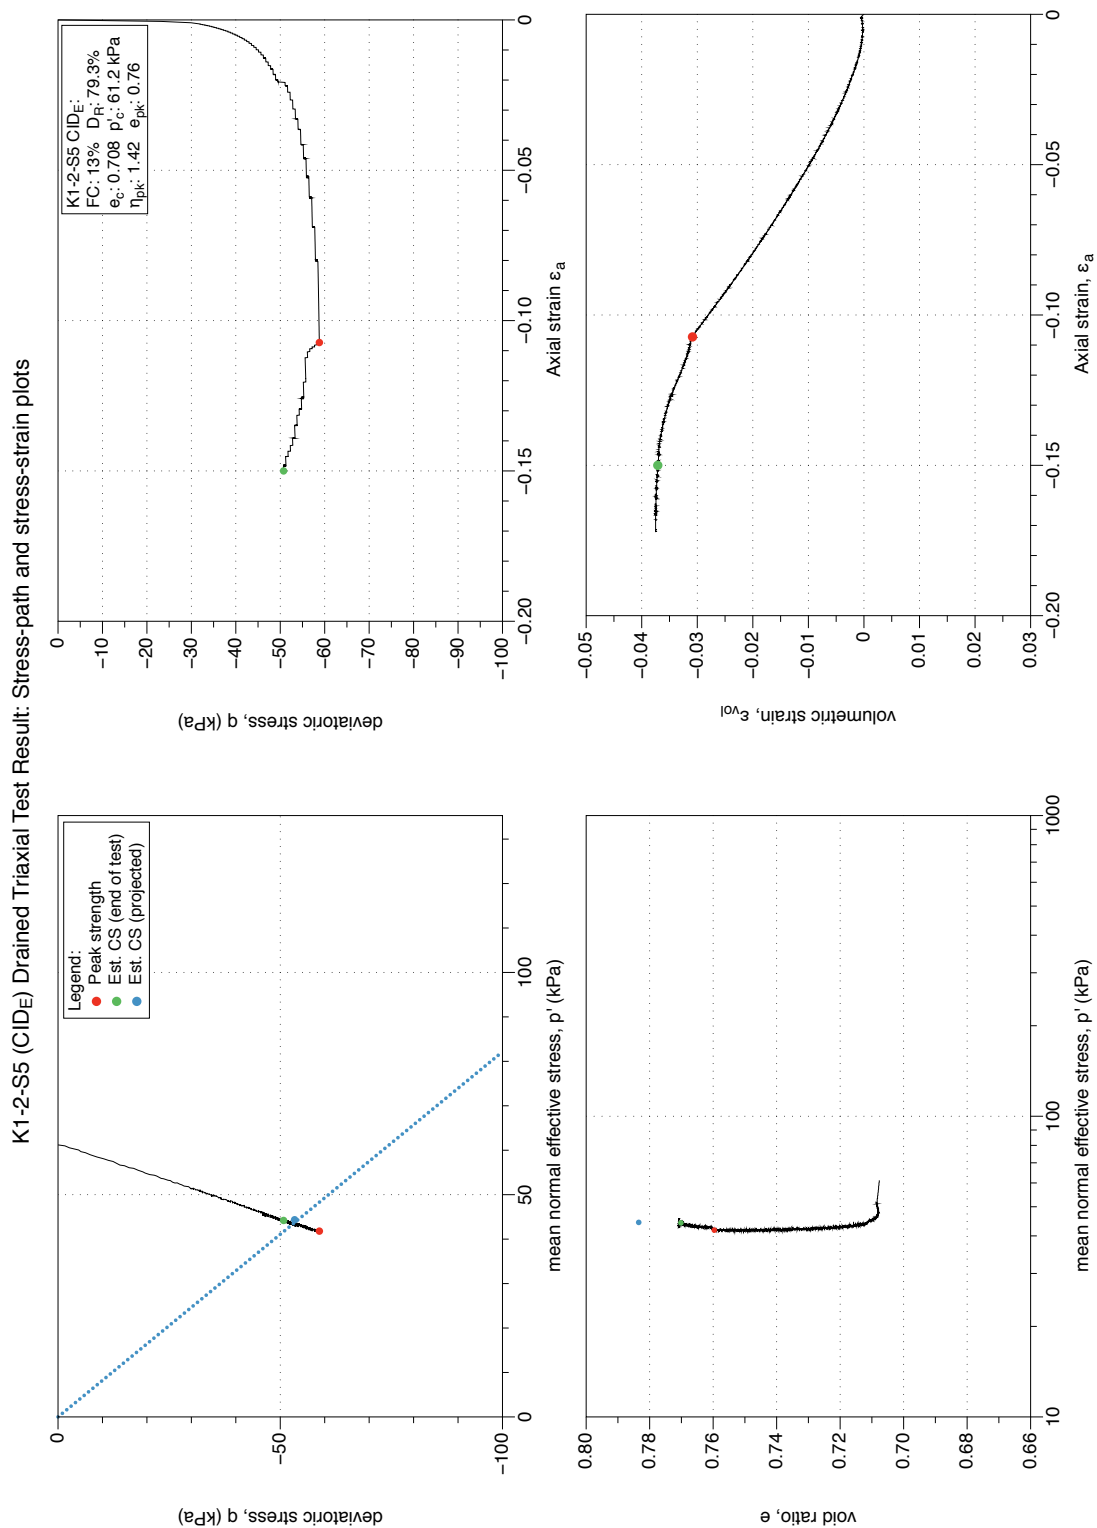 K1-2-S5 (CIDE) Drained Triaxial Test Result: Stress-path and stress-strain plots
0
-50
-100
deviatoric stress, q (kPa)
0
50
100
mean normal effective stress, p' (kPa)
Legend:
Peak strength
Est. CS (end of test)
Est. CS (projected)
0
-10
-20
-30
-40
-50
-60
-70
-80
-90
-100
deviatoric stress, q (kPa)
-0.20
-0.15
-0.10
-0.05
0
Axial strain εa
K1-2-S5 CIDE:
FC: 13% DR: 79.3%
ec: 0.708 p'c: 61.2 kPa
ηpk: 1.42 epk: 0.76
0.80
0.78
0.76
0.74
0.72
0.70
0.68
0.66
void ratio, e
10
100
1000
mean normal effective stress, p' (kPa)
-0.05
-0.04
-0.03
-0.02
-0.01
0
0.01
0.02
0.03
volumetric strain, εvol
-0.20
-0.15
-0.10
-0.05
0
Axial strain, εa